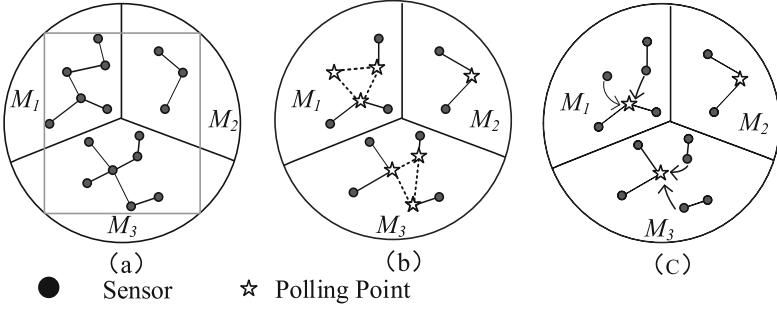 M1 M2 M3
(a)
M1 M2 M3
(b)
M1 M2 M3
(C)
Sensor Polling Point